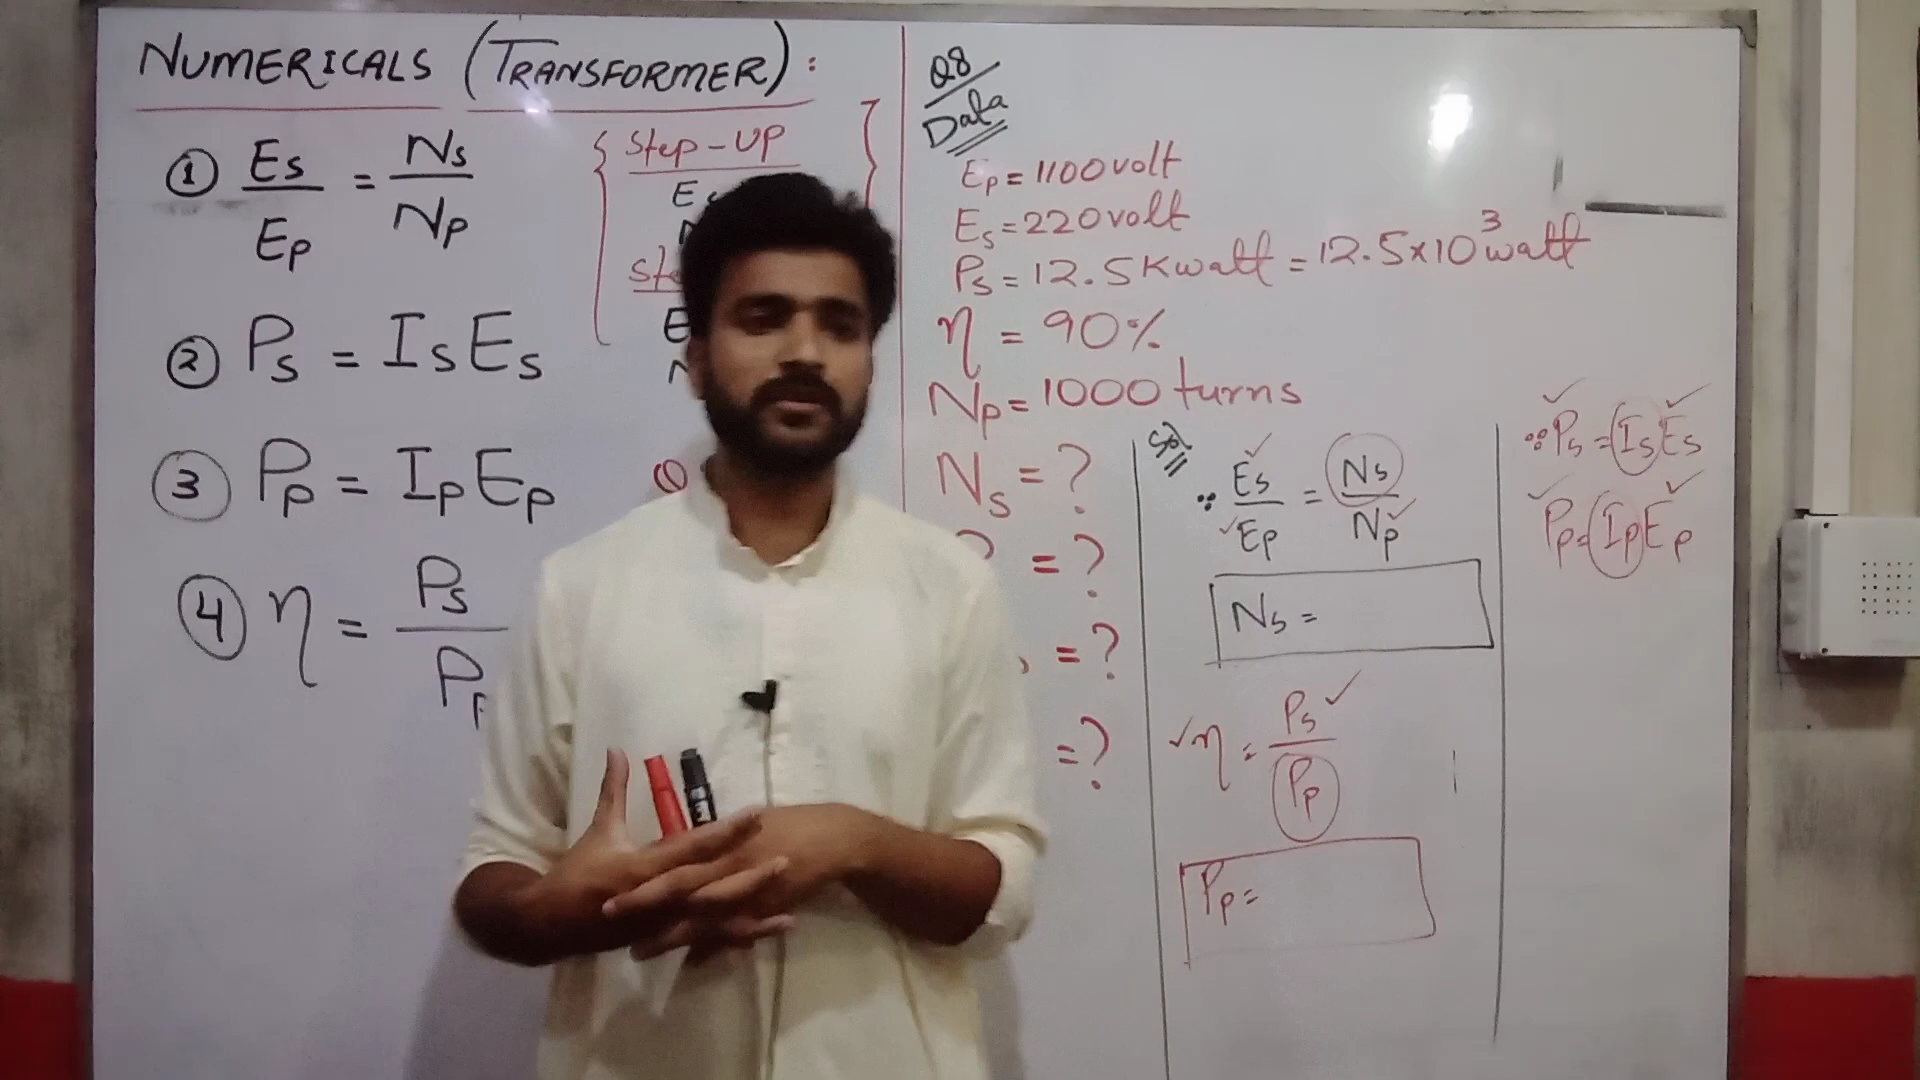 NUMERICALS (TRANSFORMER):
① Es/Ep = Ns/Np
{ Step-UP
② Ps = IsEs
③ Pp = IpEp
④ η = Ps/
Q8
Data
Ep = 1100 volt
Es = 220 volt
Ps = 12.5 Kwatt = 12.5×10³ watt
η = 90%
Np = 1000 turns
Ns = ?
= ?
= ?
= ?
∵ Es/Ep = Ns/Np
Ns =
η = Ps/Pp
Pp =
∵ Ps = IsEs
Pp = IpEp